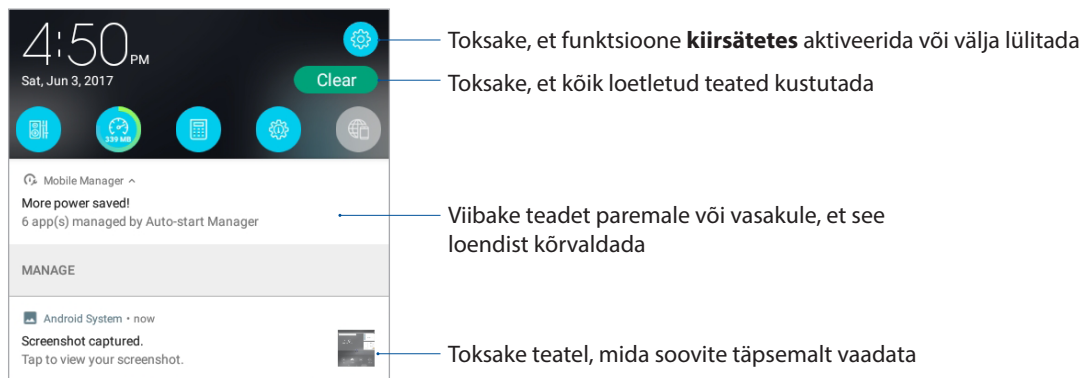 4:50 PM
Sat, Jun 3, 2017
Clear
339 MB
Mobile Manager
More power saved!
6 app(s) managed by Auto-start Manager
MANAGE
Android System • now
Screenshot captured.
Tap to view your screenshot.
Toksake, et funktsioone kiirsätetes aktiveerida või välja lülitada
Toksake, et kõik loetletud teated kustutada
Viibake teadet paremale või vasakule, et see
loendist kõrvaldada
Toksake teatel, mida soovite täpsemalt vaadata